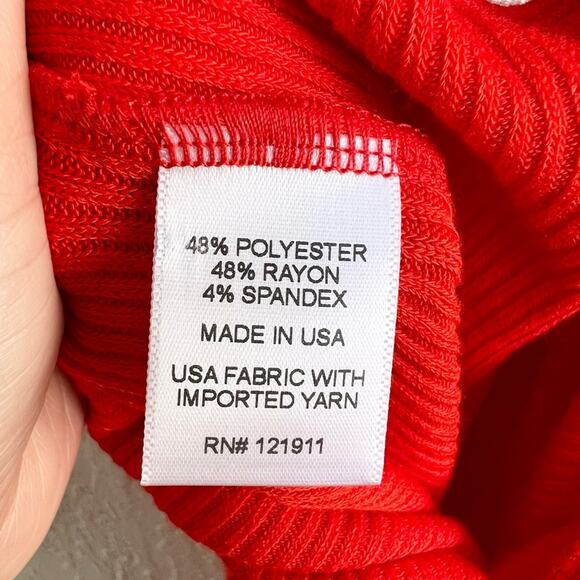 48% POLYESTER
48% RAYON
4% SPANDEX
MADE IN USA
USA FABRIC WITH
IMPORTED YARN
RN# 121911